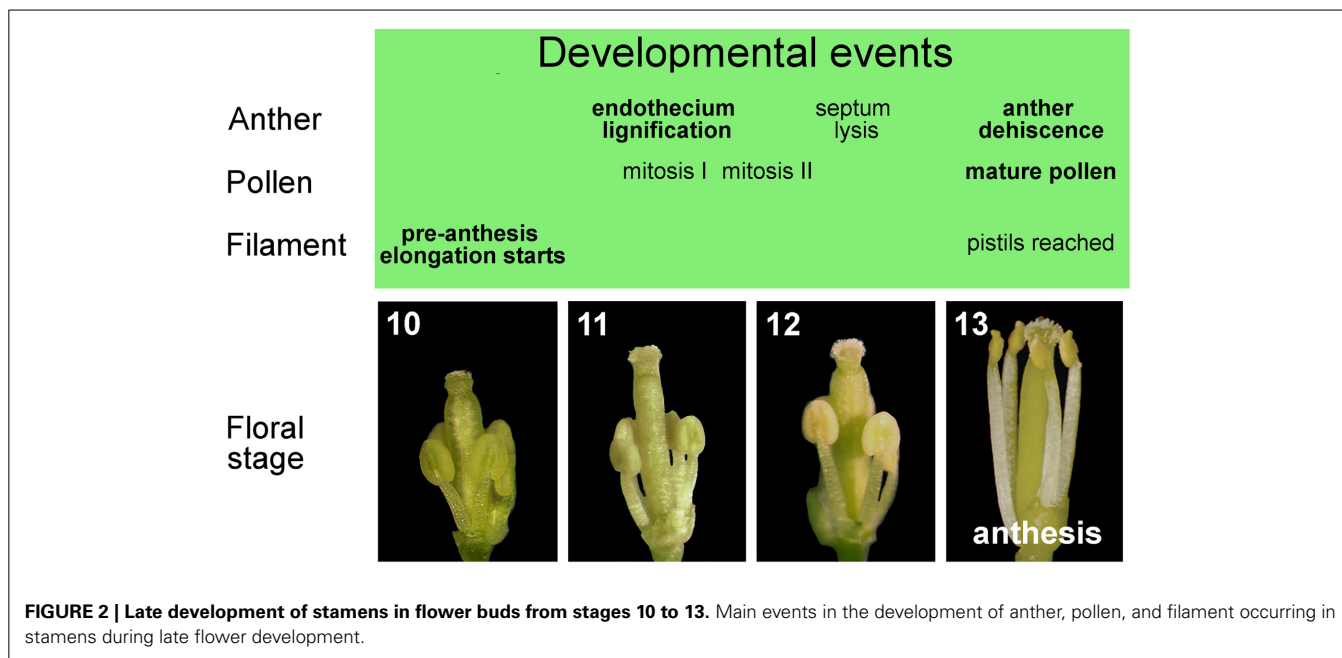 Developmental events
Anther
endothecium
lignification
septum
lysis
anther
dehiscence
Pollen
mitosis I mitosis II
mature pollen
Filament
pre-anthesis
elongation starts
pistils reached
Floral
stage
10
11
12
13
anthesis
FIGURE 2 | Late development of stamens in flower buds from stages 10 to 13. Main events in the development of anther, pollen, and filament occurring in
stamens during late flower development.